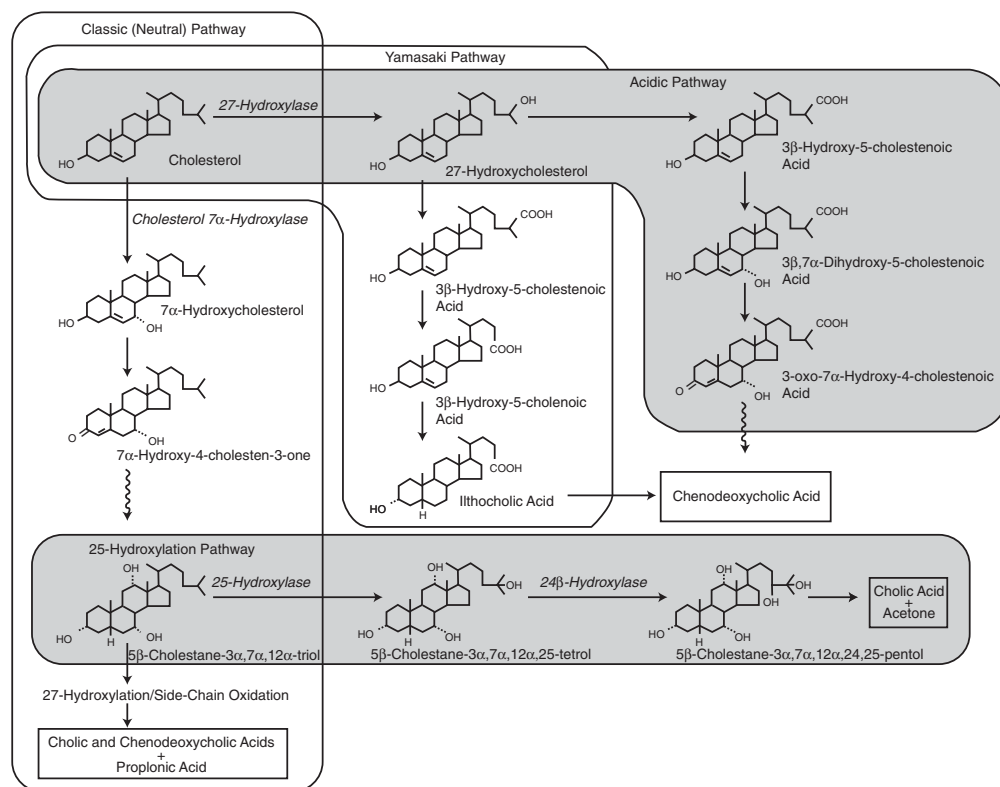 Classic (Neutral) Pathway
Yamasaki Pathway
Acidic Pathway
27-Hydroxylase
OH
COOH
HO
Cholesterol
HO
27-Hydroxycholesterol
HO
3β-Hydroxy-5-cholestenoic
Acid
Cholesterol 7α-Hydroxylase
COOH
HO
3β-Hydroxy-5-cholestenoic
Acid
COOH
HO
OH
3β,7α-Dihydroxy-5-cholestenoic
Acid
HO
OH
7α-Hydroxycholesterol
COOH
HO
3β-Hydroxy-5-cholenoic
Acid
COOH
O
OH
3-oxo-7α-Hydroxy-4-cholestenoic
Acid
O
OH
7α-Hydroxy-4-cholesten-3-one
COOH
HO
H
Ilthocholic Acid
Chenodeoxycholic Acid
25-Hydroxylation Pathway
OH
25-Hydroxylase
OH
OH
24β-Hydroxylase
OH
OH
OH
HO
H
OH
HO
H
OH
HO
H
OH
Cholic Acid
+
Acetone
5β-Cholestane-3α,7α,12α-triol
5β-Cholestane-3α,7α,12α,25-tetrol
5β-Cholestane-3α,7α,12α,24,25-pentol
27-Hydroxylation/Side-Chain Oxidation
Cholic and Chenodeoxycholic Acids
+
Proplonic Acid